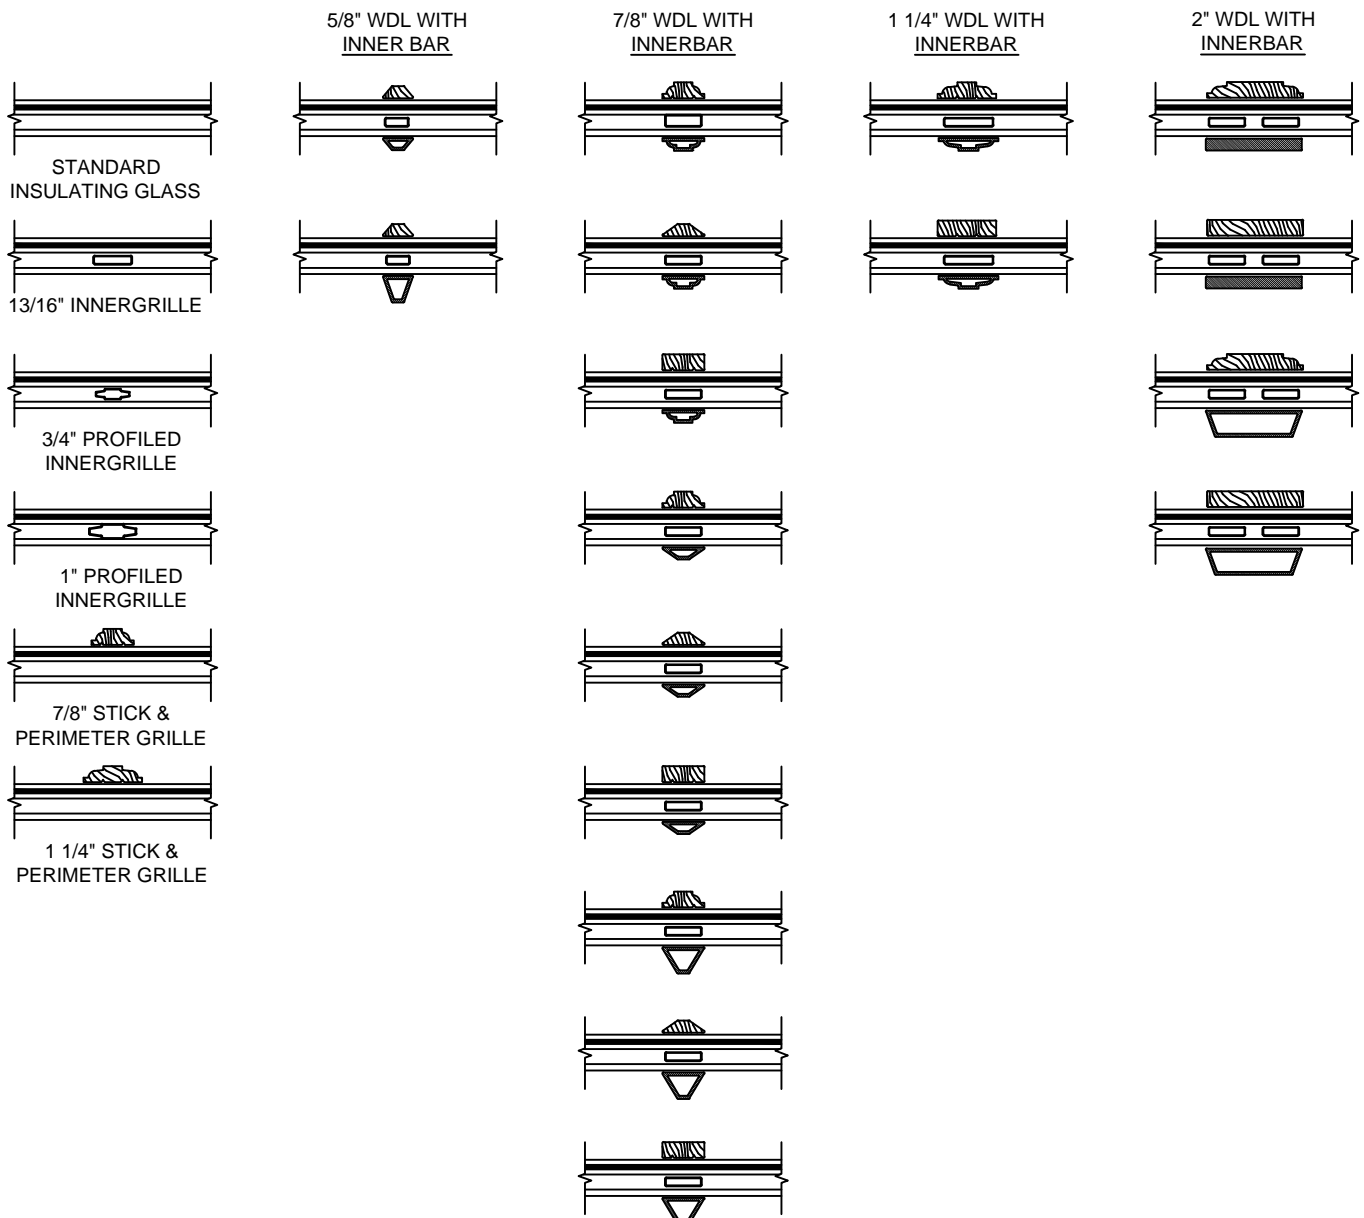 5/8" WDL WITH
INNER BAR
7/8" WDL WITH
INNERBAR
1 1/4" WDL WITH
INNERBAR
2" WDL WITH
INNERBAR
STANDARD
INSULATING GLASS
13/16" INNERGRILLE
3/4" PROFILED
INNERGRILLE
1" PROFILED
INNERGRILLE
7/8" STICK &
PERIMETER GRILLE
1 1/4" STICK &
PERIMETER GRILLE